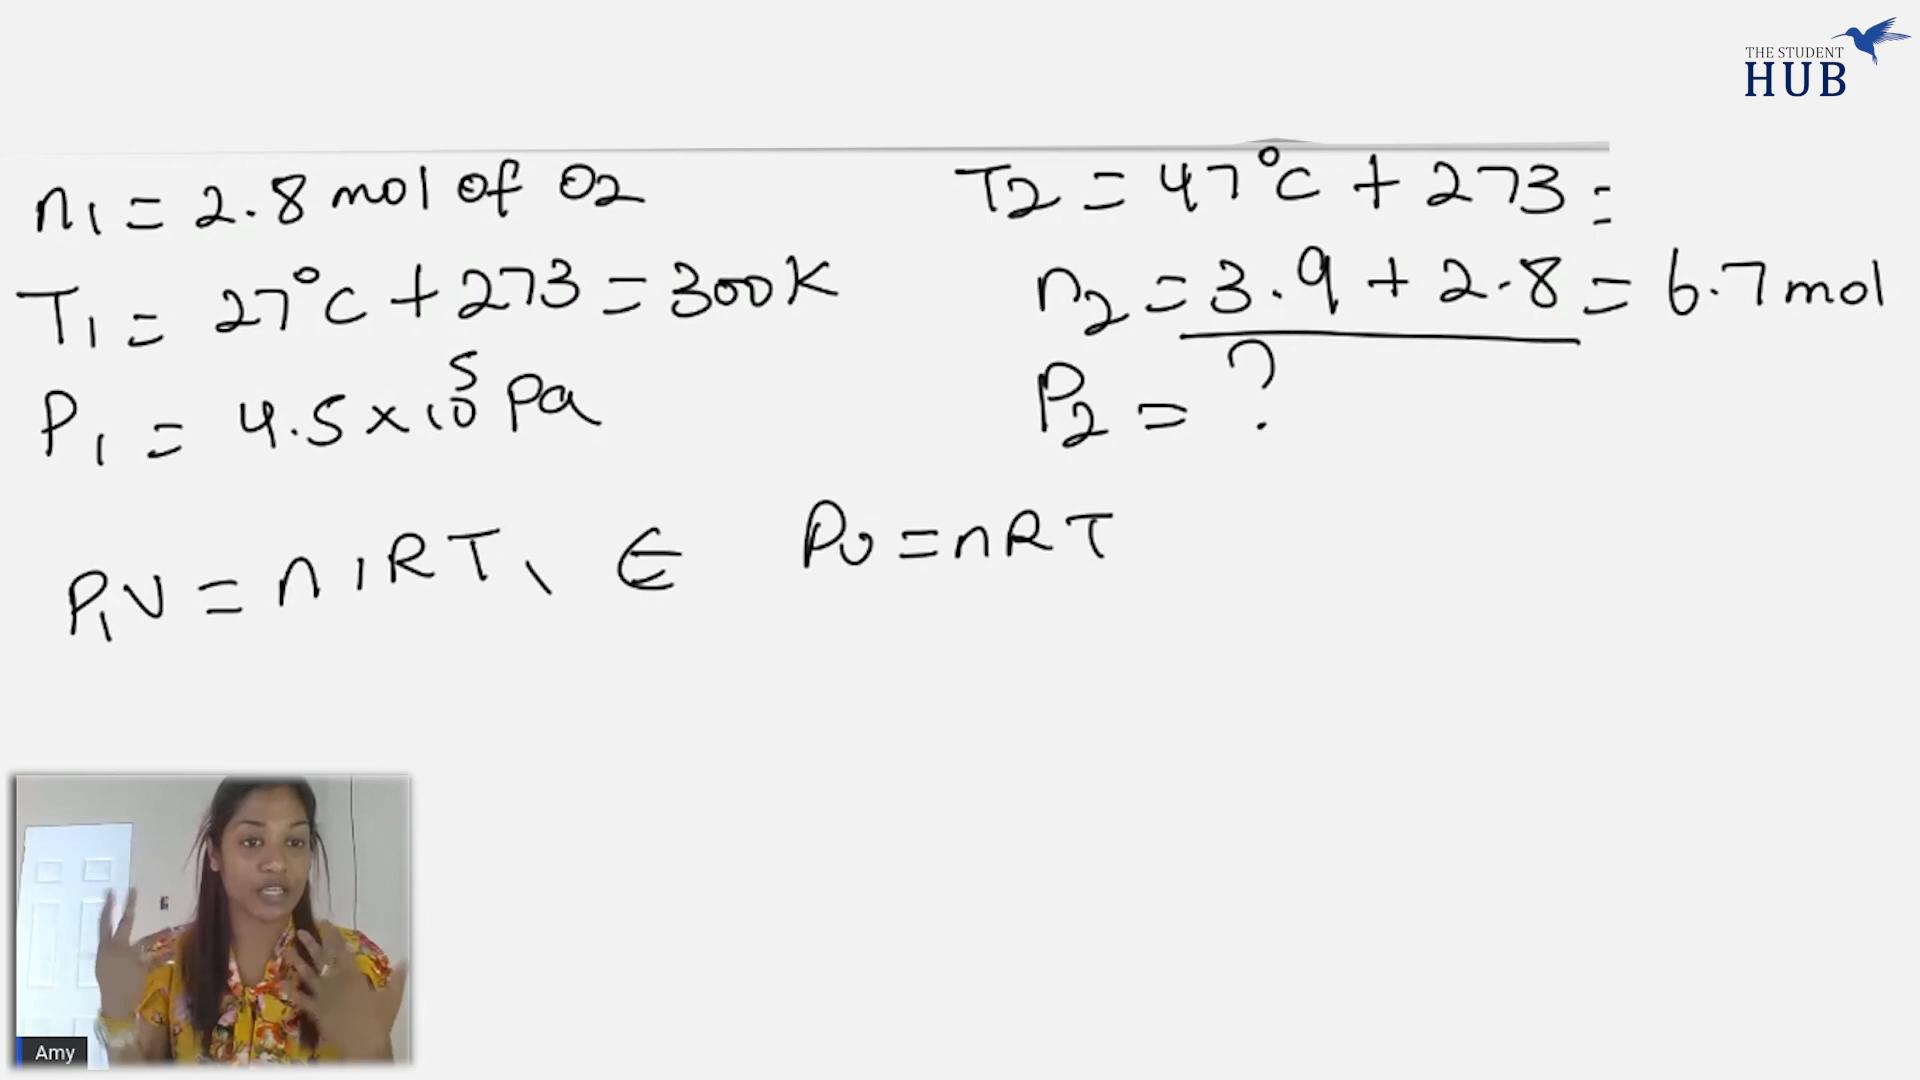 THE STUDENT
HUB
n1 = 2.8 mol of O2
T1 = 27°C + 273 = 300K
P1 = 4.5 x 10^5 Pa
T2 = 47°C + 273 =
n2 = 3.9 + 2.8 = 6.7 mol
P2 = ?
P1V = n1RT1 ∈ PV = nRT
Amy